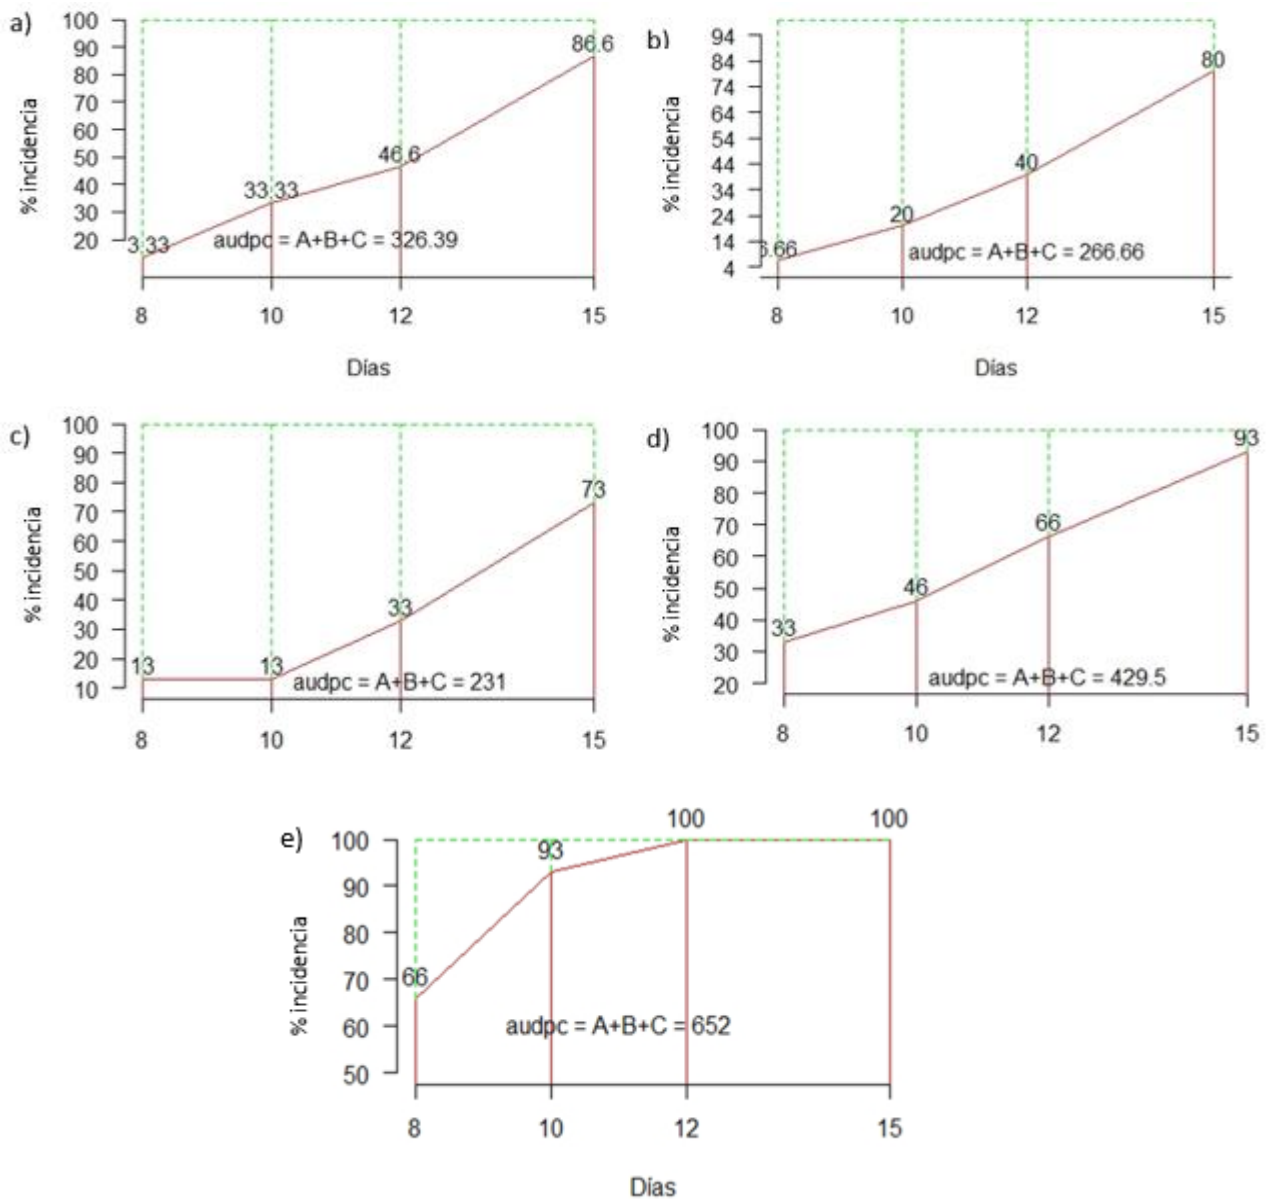 a)
100
90
80
70
60
50
40
30
20
% incidencia
3.33
33.33
46.6
86.6
audpc = A+B+C = 326.39
8 10 12 15
Días
b)
94
84
74
64
54
44
34
24
14
4
% incidencia
6.66
20
40
80
audpc = A+B+C = 266.66
8 10 12 15
Días
c)
100
90
80
70
60
50
40
30
20
10
% incidencia
13
13
33
73
audpc = A+B+C = 231
8 10 12 15
d)
100
90
80
70
60
50
40
30
20
% incidencia
33
46
66
93
audpc = A+B+C = 429.5
8 10 12 15
e)
100
90
80
70
60
50
% incidencia
66
93
100
100
audpc = A+B+C = 652
8 10 12 15
Días